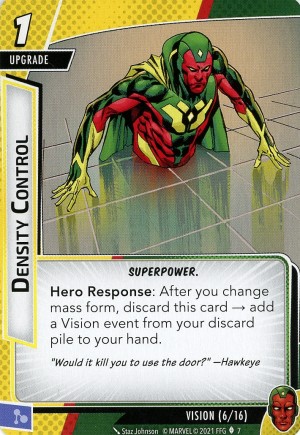 1
UPGRADE
DENSITY CONTROL
SUPERPOWER.
Hero Response: After you change
mass form, discard this card → add
a Vision event from your discard
pile to your hand.
"Would it kill you to use the door?" —Hawkeye
VISION (6/16)
Staz Johnson © MARVEL © 2021 FFG 7